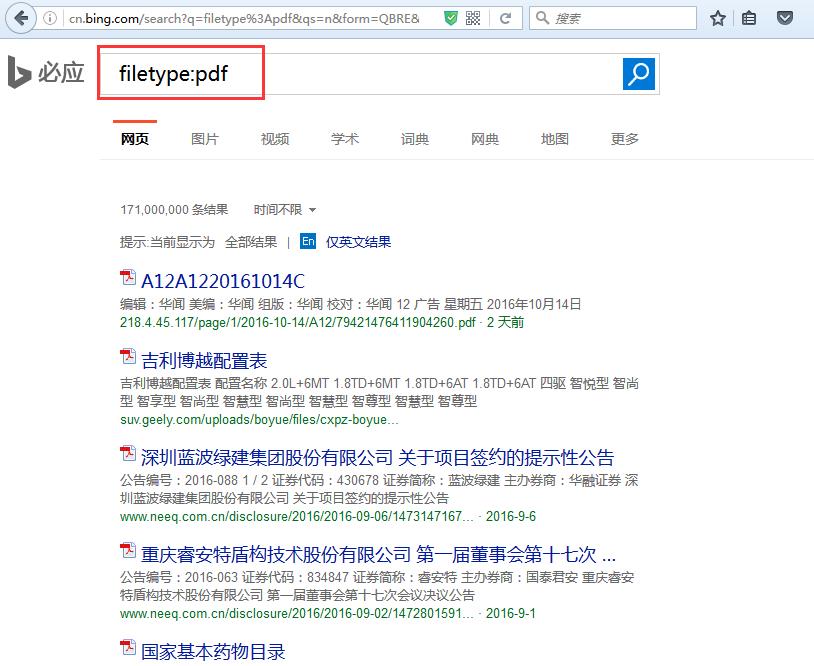 cn.bing.com/search?q=filetype%3Apdf&qs=n&form=QBRE&
搜索
必应
filetype:pdf
网页 图片 视频 学术 词典 网典 地图 更多
171,000,000 条结果 时间不限
提示:当前显示为 全部结果 | En 仅英文结果
A12A1220161014C
编辑：华闻 美编：华闻 组版：华闻 校对：华闻 12 广告 星期五 2016年10月14日
218.4.45.117/page/1/2016-10-14/A12/79421476411904260.pdf · 2 天前
吉利博越配置表
吉利博越配置表 配置名称 2.0L+6MT 1.8TD+6MT 1.8TD+6AT 1.8TD+6AT 四驱 智悦型 智尚
型 智享型 智尚型 智慧型 智尚型 智慧型 智尊型 智慧型 智尊型
suv.geely.com/uploads/boyue/files/cxpz-boyue...
深圳蓝波绿建集团股份有限公司 关于项目签约的提示性公告
公告编号：2016-088 1 / 2 证券代码：430678 证券简称：蓝波绿建 主办券商：华融证券 深
圳蓝波绿建集团股份有限公司 关于项目签约的提示性公告
www.neeq.com.cn/disclosure/2016/2016-09-06/1473147167... · 2016-9-6
重庆睿安特盾构技术股份有限公司 第一届董事会第十七次 ...
公告编号：2016-063 证券代码：834847 证券简称：睿安特 主办券商：国泰君安 重庆睿安
特盾构技术股份有限公司 第一届董事会第十七次会议决议公告
www.neeq.com.cn/disclosure/2016/2016-09-02/1472801591... · 2016-9-1
国家基本药物目录